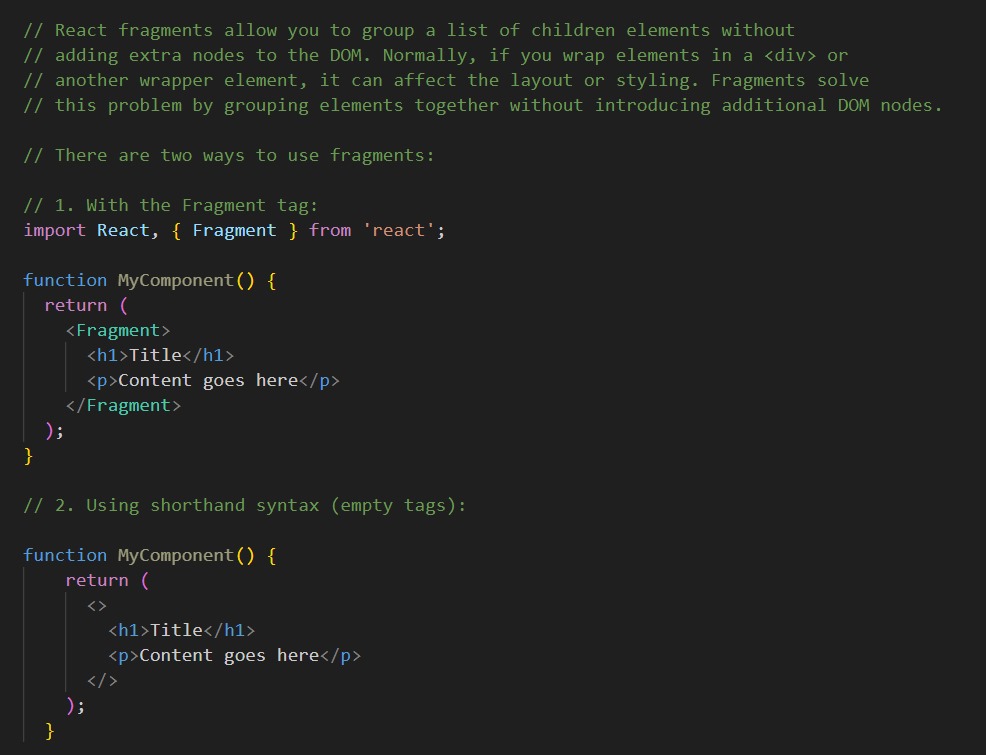 // React fragments allow you to group a list of children elements without
// adding extra nodes to the DOM. Normally, if you wrap elements in a <div> or
// another wrapper element, it can affect the layout or styling. Fragments solve
// this problem by grouping elements together without introducing additional DOM nodes.

// There are two ways to use fragments:

// 1. With the Fragment tag:
import React, { Fragment } from 'react';

function MyComponent() {
  return (
    <Fragment>
      <h1>Title</h1>
      <p>Content goes here</p>
    </Fragment>
  );
}

// 2. Using shorthand syntax (empty tags):

function MyComponent() {
    return (
      <>
        <h1>Title</h1>
        <p>Content goes here</p>
      </>
    );
  }